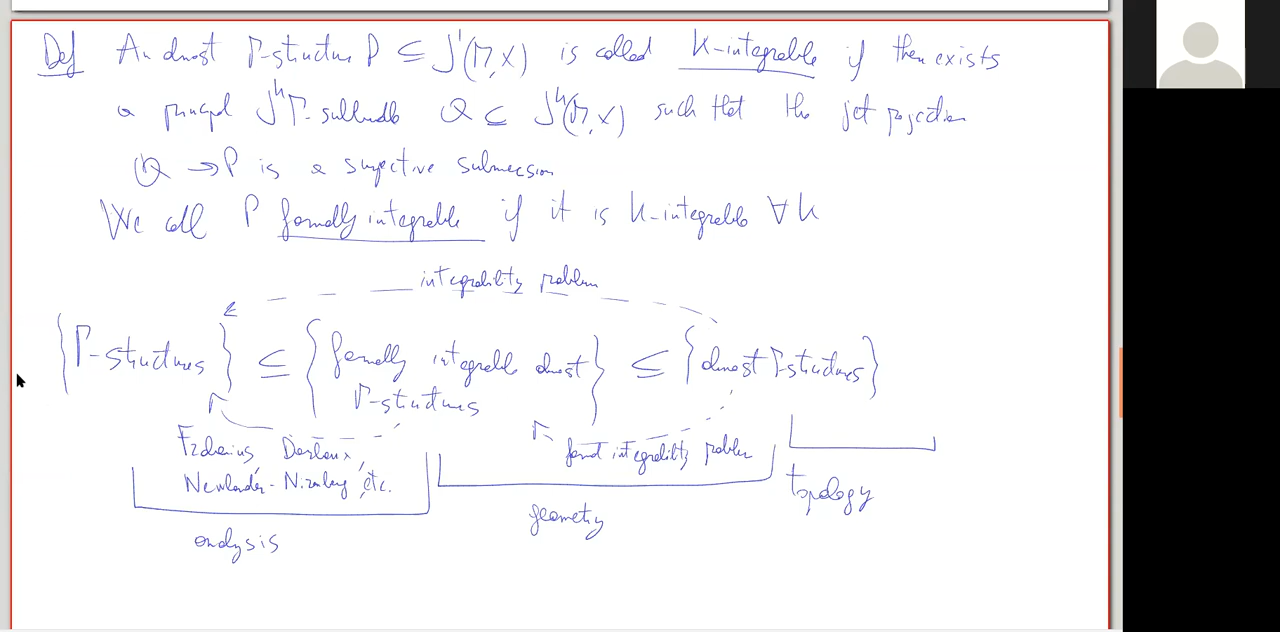 Def An almost Γ-structure P ⊆ J¹(M,X) is called k-integrable if there exists
a principal JᵏΓ-subbundle Q ⊆ Jᵏ(M,X) such that the jet projection
Q → P is a surjective submersion
We call P formally integrable if it is k-integrable ∀ k
integrability problem
{Γ-structures} ⊆ {formally integrable almost Γ-structures} ⊆ {almost Γ-structures}
Frobenius, Darboux,
Newlander-Nirenberg, etc.
formal integrability problem
analysis
geometry
topology